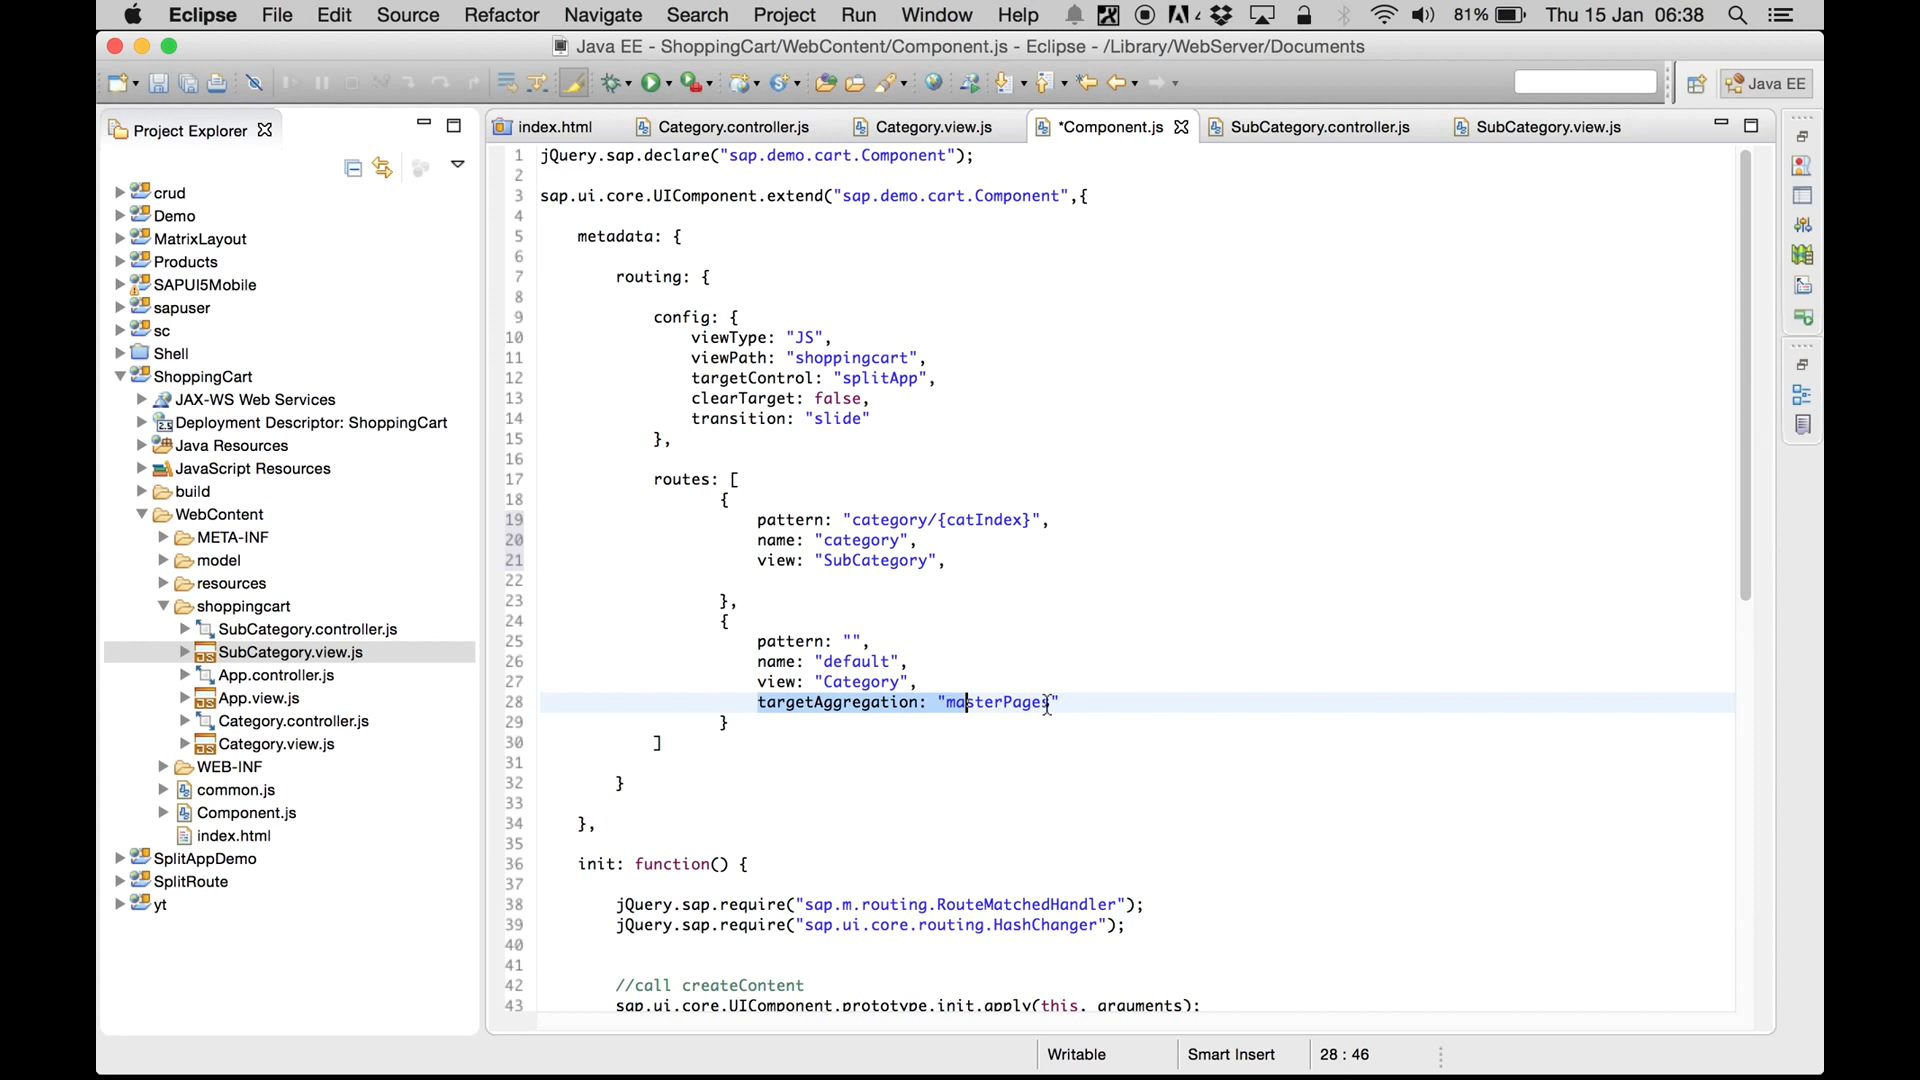 Eclipse File Edit Source Refactor Navigate Search Project Run Window Help 4 81% Thu 15 Jan 06:38
Java EE - ShoppingCart/WebContent/Component.js - Eclipse - /Library/WebServer/Documents
Java EE
Project Explorer
index.html Category.controller.js Category.view.js *Component.js SubCategory.controller.js SubCategory.view.js
crud
Demo
MatrixLayout
Products
SAPUI5Mobile
sapuser
sc
Shell
ShoppingCart
JAX-WS Web Services
Deployment Descriptor: ShoppingCart
Java Resources
JavaScript Resources
build
WebContent
META-INF
model
resources
shoppingcart
SubCategory.controller.js
SubCategory.view.js
App.controller.js
App.view.js
Category.controller.js
Category.view.js
WEB-INF
common.js
Component.js
index.html
SplitAppDemo
SplitRoute
yt
1 jQuery.sap.declare("sap.demo.cart.Component");
2
3 sap.ui.core.UIComponent.extend("sap.demo.cart.Component",{
4
5 metadata: {
6
7 routing: {
8
9 config: {
10 viewType: "JS",
11 viewPath: "shoppingcart",
12 targetControl: "splitApp",
13 clearTarget: false,
14 transition: "slide"
15 },
16
17 routes: [
18 {
19 pattern: "category/{catIndex}",
20 name: "category",
21 view: "SubCategory",
22
23 },
24 {
25 pattern: "",
26 name: "default",
27 view: "Category",
28 targetAggregation: "masterPages"
29 }
30 ]
31
32 }
33
34 },
35
36 init: function() {
37
38 jQuery.sap.require("sap.m.routing.RouteMatchedHandler");
39 jQuery.sap.require("sap.ui.core.routing.HashChanger");
40
41
42 //call createContent
43 sap.ui.core.UIComponent.prototype.init.apply(this, arguments);
Writable Smart Insert 28 : 46